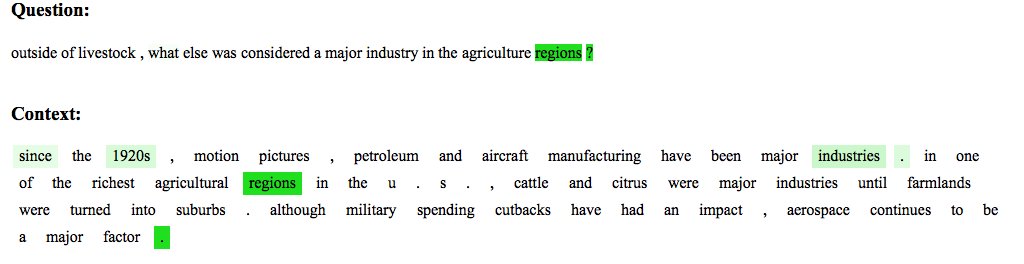 Question:
outside of livestock , what else was considered a major industry in the agriculture regions ?
Context:
since the 1920s , motion pictures , petroleum and aircraft manufacturing have been major industries . in one
of the richest agricultural regions in the u . s . , cattle and citrus were major industries until farmlands
were turned into suburbs . although military spending cutbacks have had an impact , aerospace continues to be
a major factor .